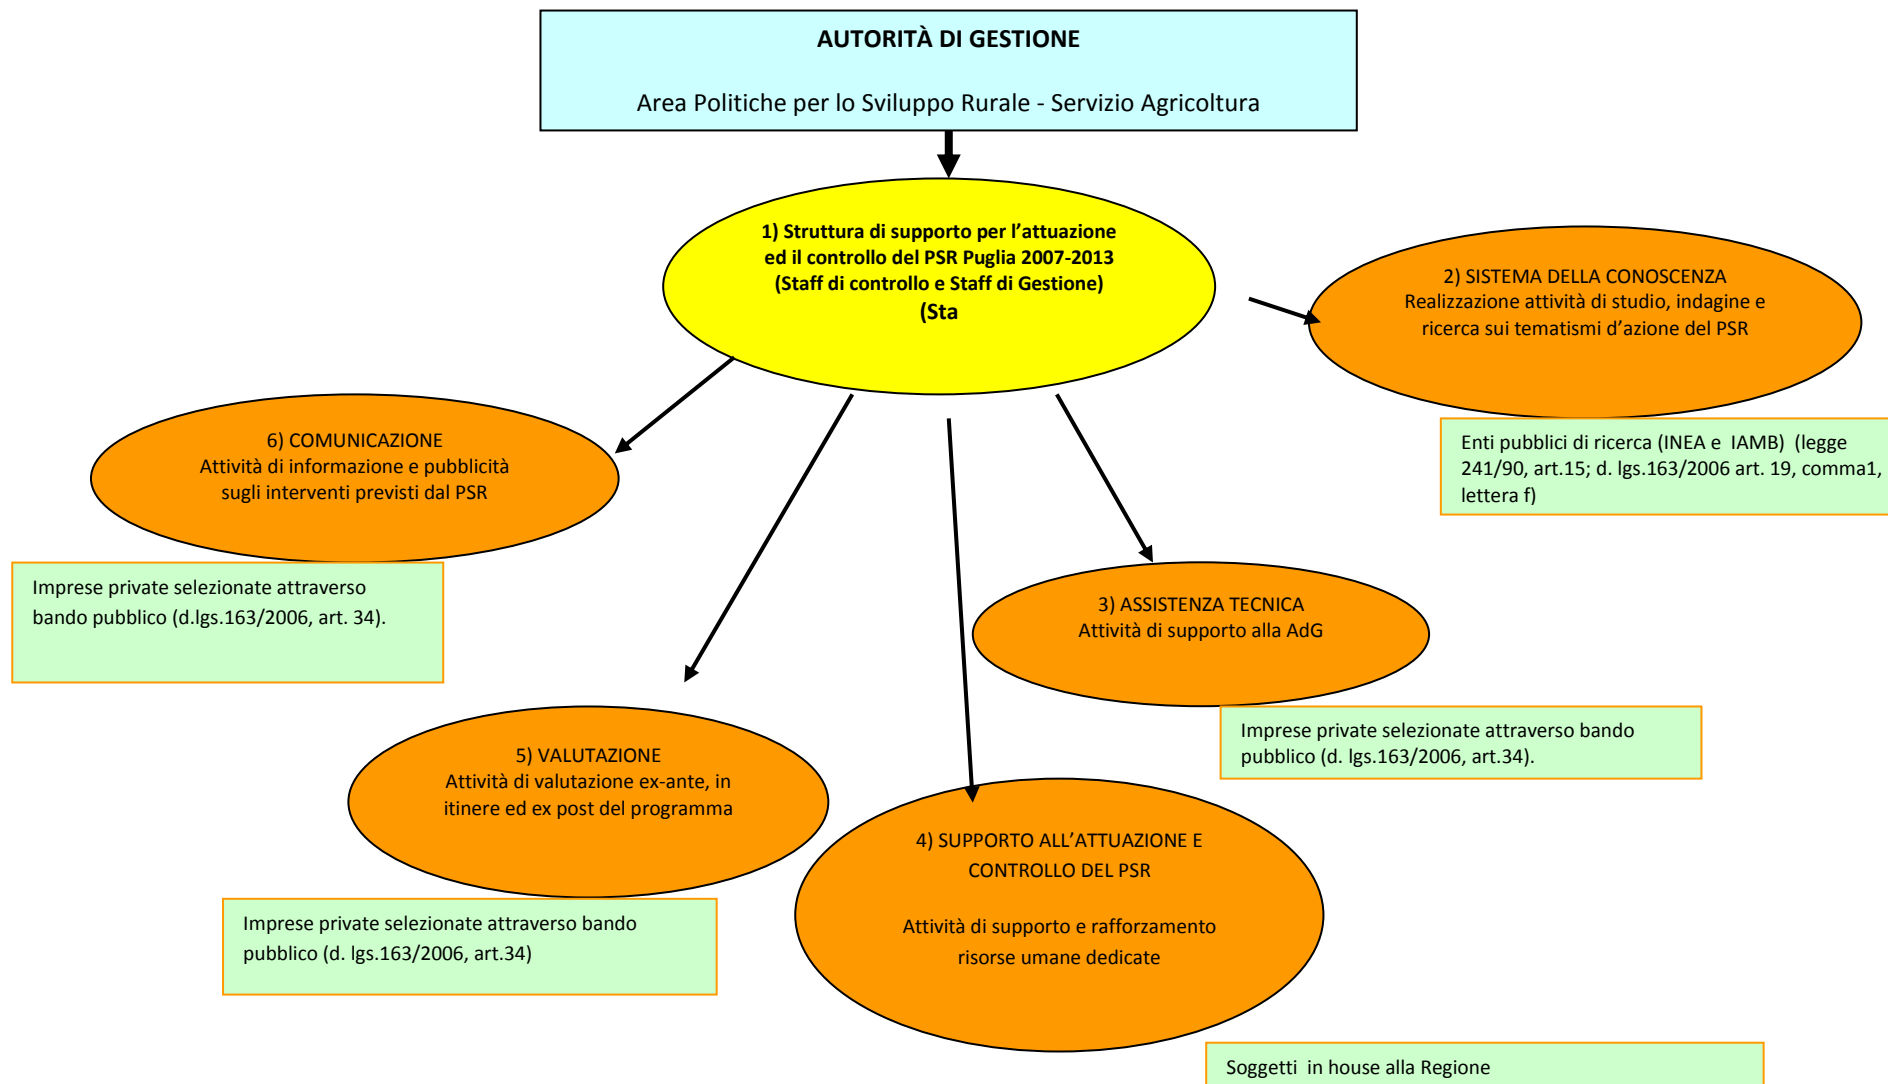 AUTORITÀ DI GESTIONE
Area Politiche per lo Sviluppo Rurale - Servizio Agricoltura
1) Struttura di supporto per l’attuazione
ed il controllo del PSR Puglia 2007-2013
(Staff di controllo e Staff di Gestione)
(Sta
2) SISTEMA DELLA CONOSCENZA
Realizzazione attività di studio, indagine e
ricerca sui tematismi d’azione del PSR
Enti pubblici di ricerca (INEA e IAMB) (legge
241/90, art.15; d. lgs.163/2006 art. 19, comma1,
lettera f)
6) COMUNICAZIONE
Attività di informazione e pubblicità
sugli interventi previsti dal PSR
Imprese private selezionate attraverso
bando pubblico (d.lgs.163/2006, art. 34).
3) ASSISTENZA TECNICA
Attività di supporto alla AdG
Imprese private selezionate attraverso bando
pubblico (d. lgs.163/2006, art.34).
5) VALUTAZIONE
Attività di valutazione ex-ante, in
itinere ed ex post del programma
Imprese private selezionate attraverso bando
pubblico (d. lgs.163/2006, art.34)
4) SUPPORTO ALL’ATTUAZIONE E
CONTROLLO DEL PSR
Attività di supporto e rafforzamento
risorse umane dedicate
Soggetti in house alla Regione